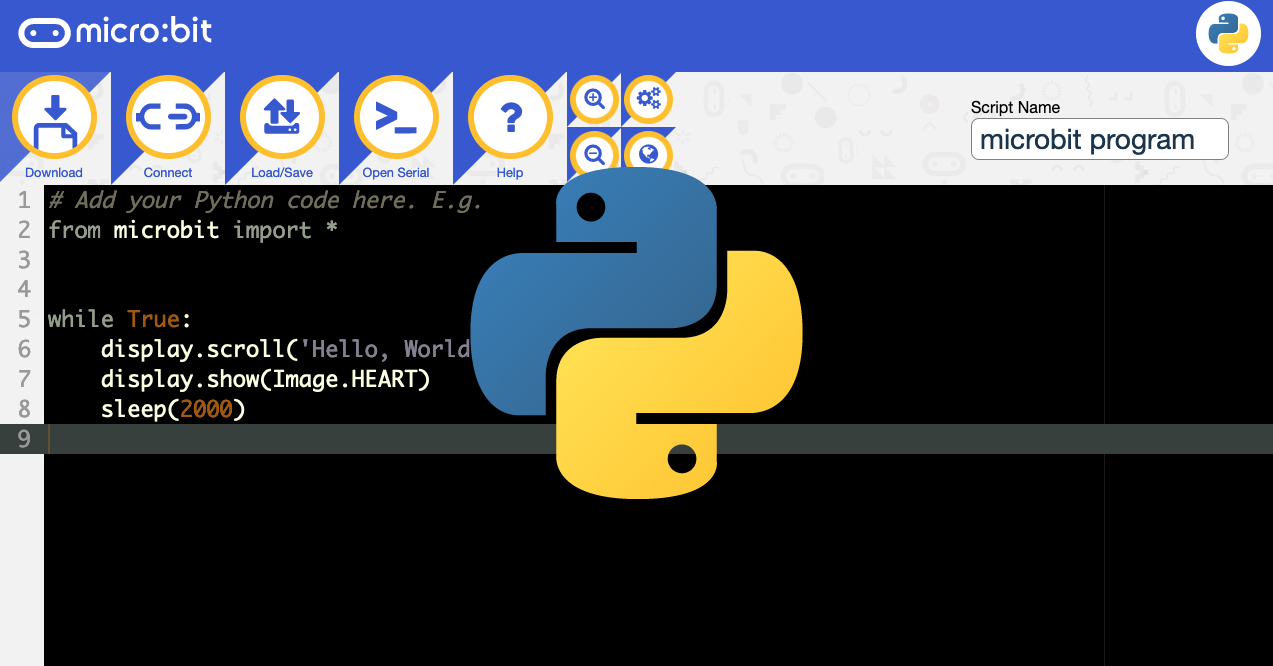 micro:bit
Download
Connect
Load/Save
Open Serial
Help
?
>_
Script Name
microbit program
1 # Add your Python code here. E.g.
2 from microbit import *
3
4
5 while True:
6     display.scroll('Hello, World
7     display.show(Image.HEART)
8     sleep(2000)
9